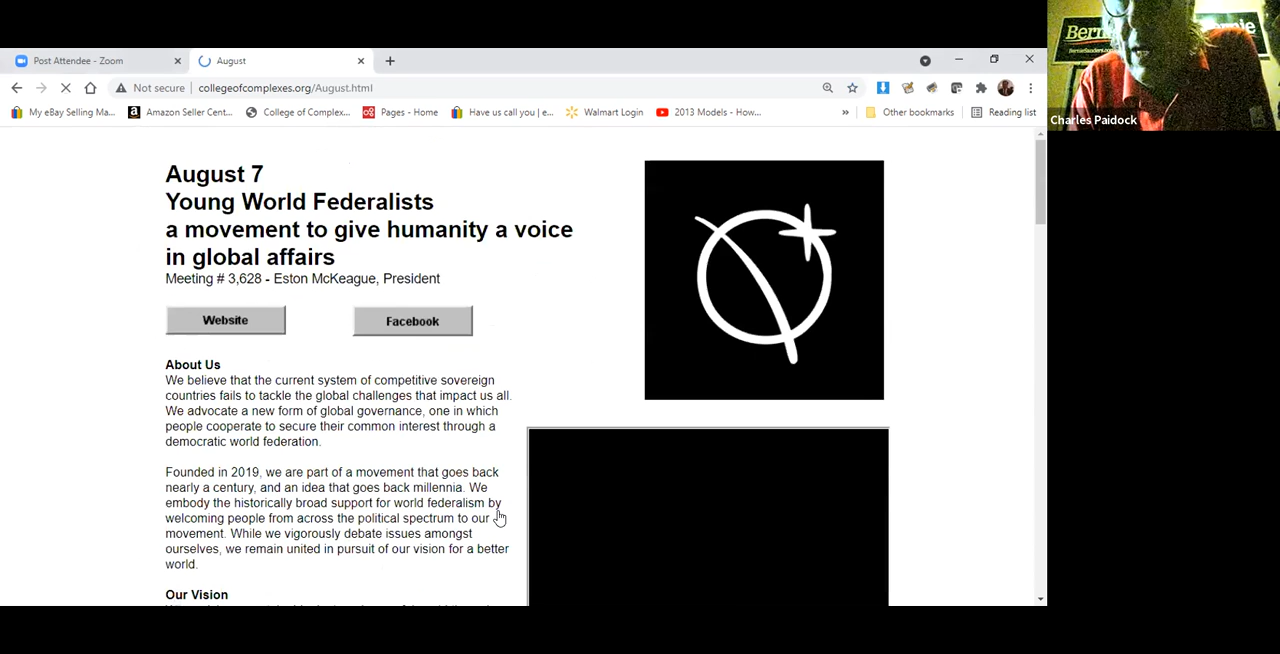 Post Attendee - Zoom
August
Not secure
collegeofcomplexes.org/August.html
My eBay Selling Ma...
Amazon Seller Cent...
College of Complex...
Pages - Home
Have us call you | e...
Walmart Login
2013 Models - How...
»
Other bookmarks
Reading list
August 7
Young World Federalists
a movement to give humanity a voice
in global affairs
Meeting # 3,628 - Eston McKeague, President
Website
Facebook
About Us
We believe that the current system of competitive sovereign
countries fails to tackle the global challenges that impact us all.
We advocate a new form of global governance, one in which
people cooperate to secure their common interest through a
democratic world federation.
Founded in 2019, we are part of a movement that goes back
nearly a century, and an idea that goes back millennia. We
embody the historically broad support for world federalism by
welcoming people from across the political spectrum to our
movement. While we vigorously debate issues amongst
ourselves, we remain united in pursuit of our vision for a better
world.
Our Vision
Charles Paidock